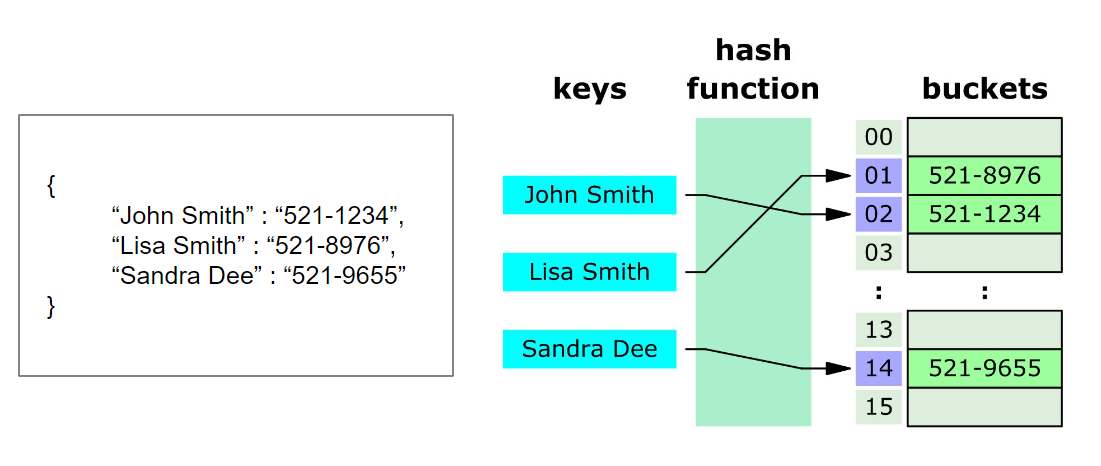 {
“John Smith” : “521-1234”,
“Lisa Smith” : “521-8976”,
“Sandra Dee” : “521-9655”
}
keys
hash
function
buckets
John Smith
Lisa Smith
Sandra Dee
00
01 521-8976
02 521-1234
03
: :
13
14 521-9655
15